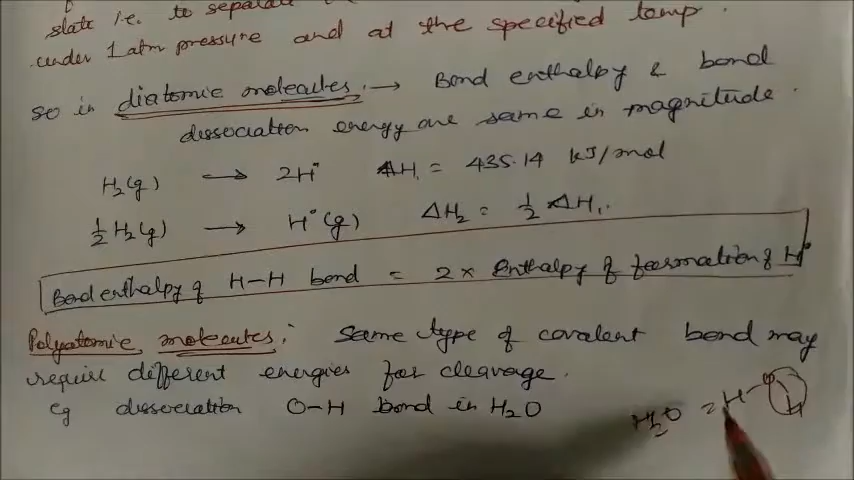 state i.e. to separate
under 1 atm pressure and at the specified temp.
so in diatomic molecules. → Bond enthalpy & bond
dissociation energy are same in magnitude.
H₂(g) → 2H° ΔH₁ = 435.14 kJ/mol
½ H₂(g) → H°(g) ΔH₂ = ½ ΔH₁.
Bond enthalpy of H-H bond = 2 × Enthalpy of formation of H°
Polyatomic molecules: Same type of covalent bond may
require different energies for cleavage.
eg dissociation O-H bond in H₂O
H₂O = H-O H